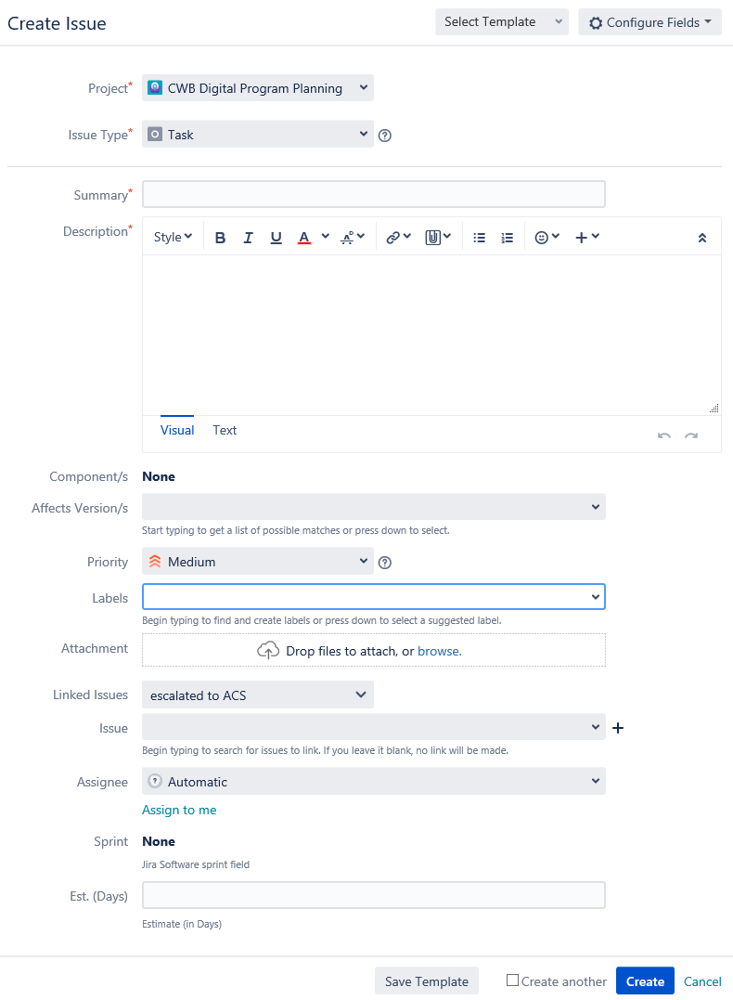 Create Issue
Select Template
Configure Fields
Project*
CWB Digital Program Planning
Issue Type*
Task
Summary*
Description*
Style
B I U A
Visual Text
Component/s None
Affects Version/s
Start typing to get a list of possible matches or press down to select.
Priority
Medium
Labels
Begin typing to find and create labels or press down to select a suggested label.
Attachment
Drop files to attach, or browse.
Linked Issues
escalated to ACS
Issue
Begin typing to search for issues to link. If you leave it blank, no link will be made.
Assignee
Automatic
Assign to me
Sprint None
Jira Software sprint field
Est. (Days)
Estimate (in Days)
Save Template
Create another
Create
Cancel